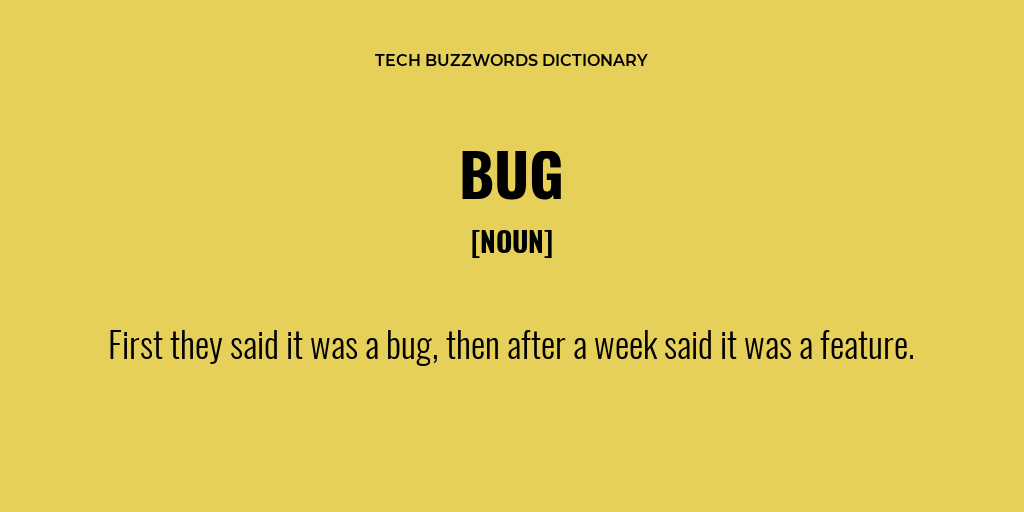 TECH BUZZWORDS DICTIONARY
BUG
[NOUN]
First they said it was a bug, then after a week said it was a feature.